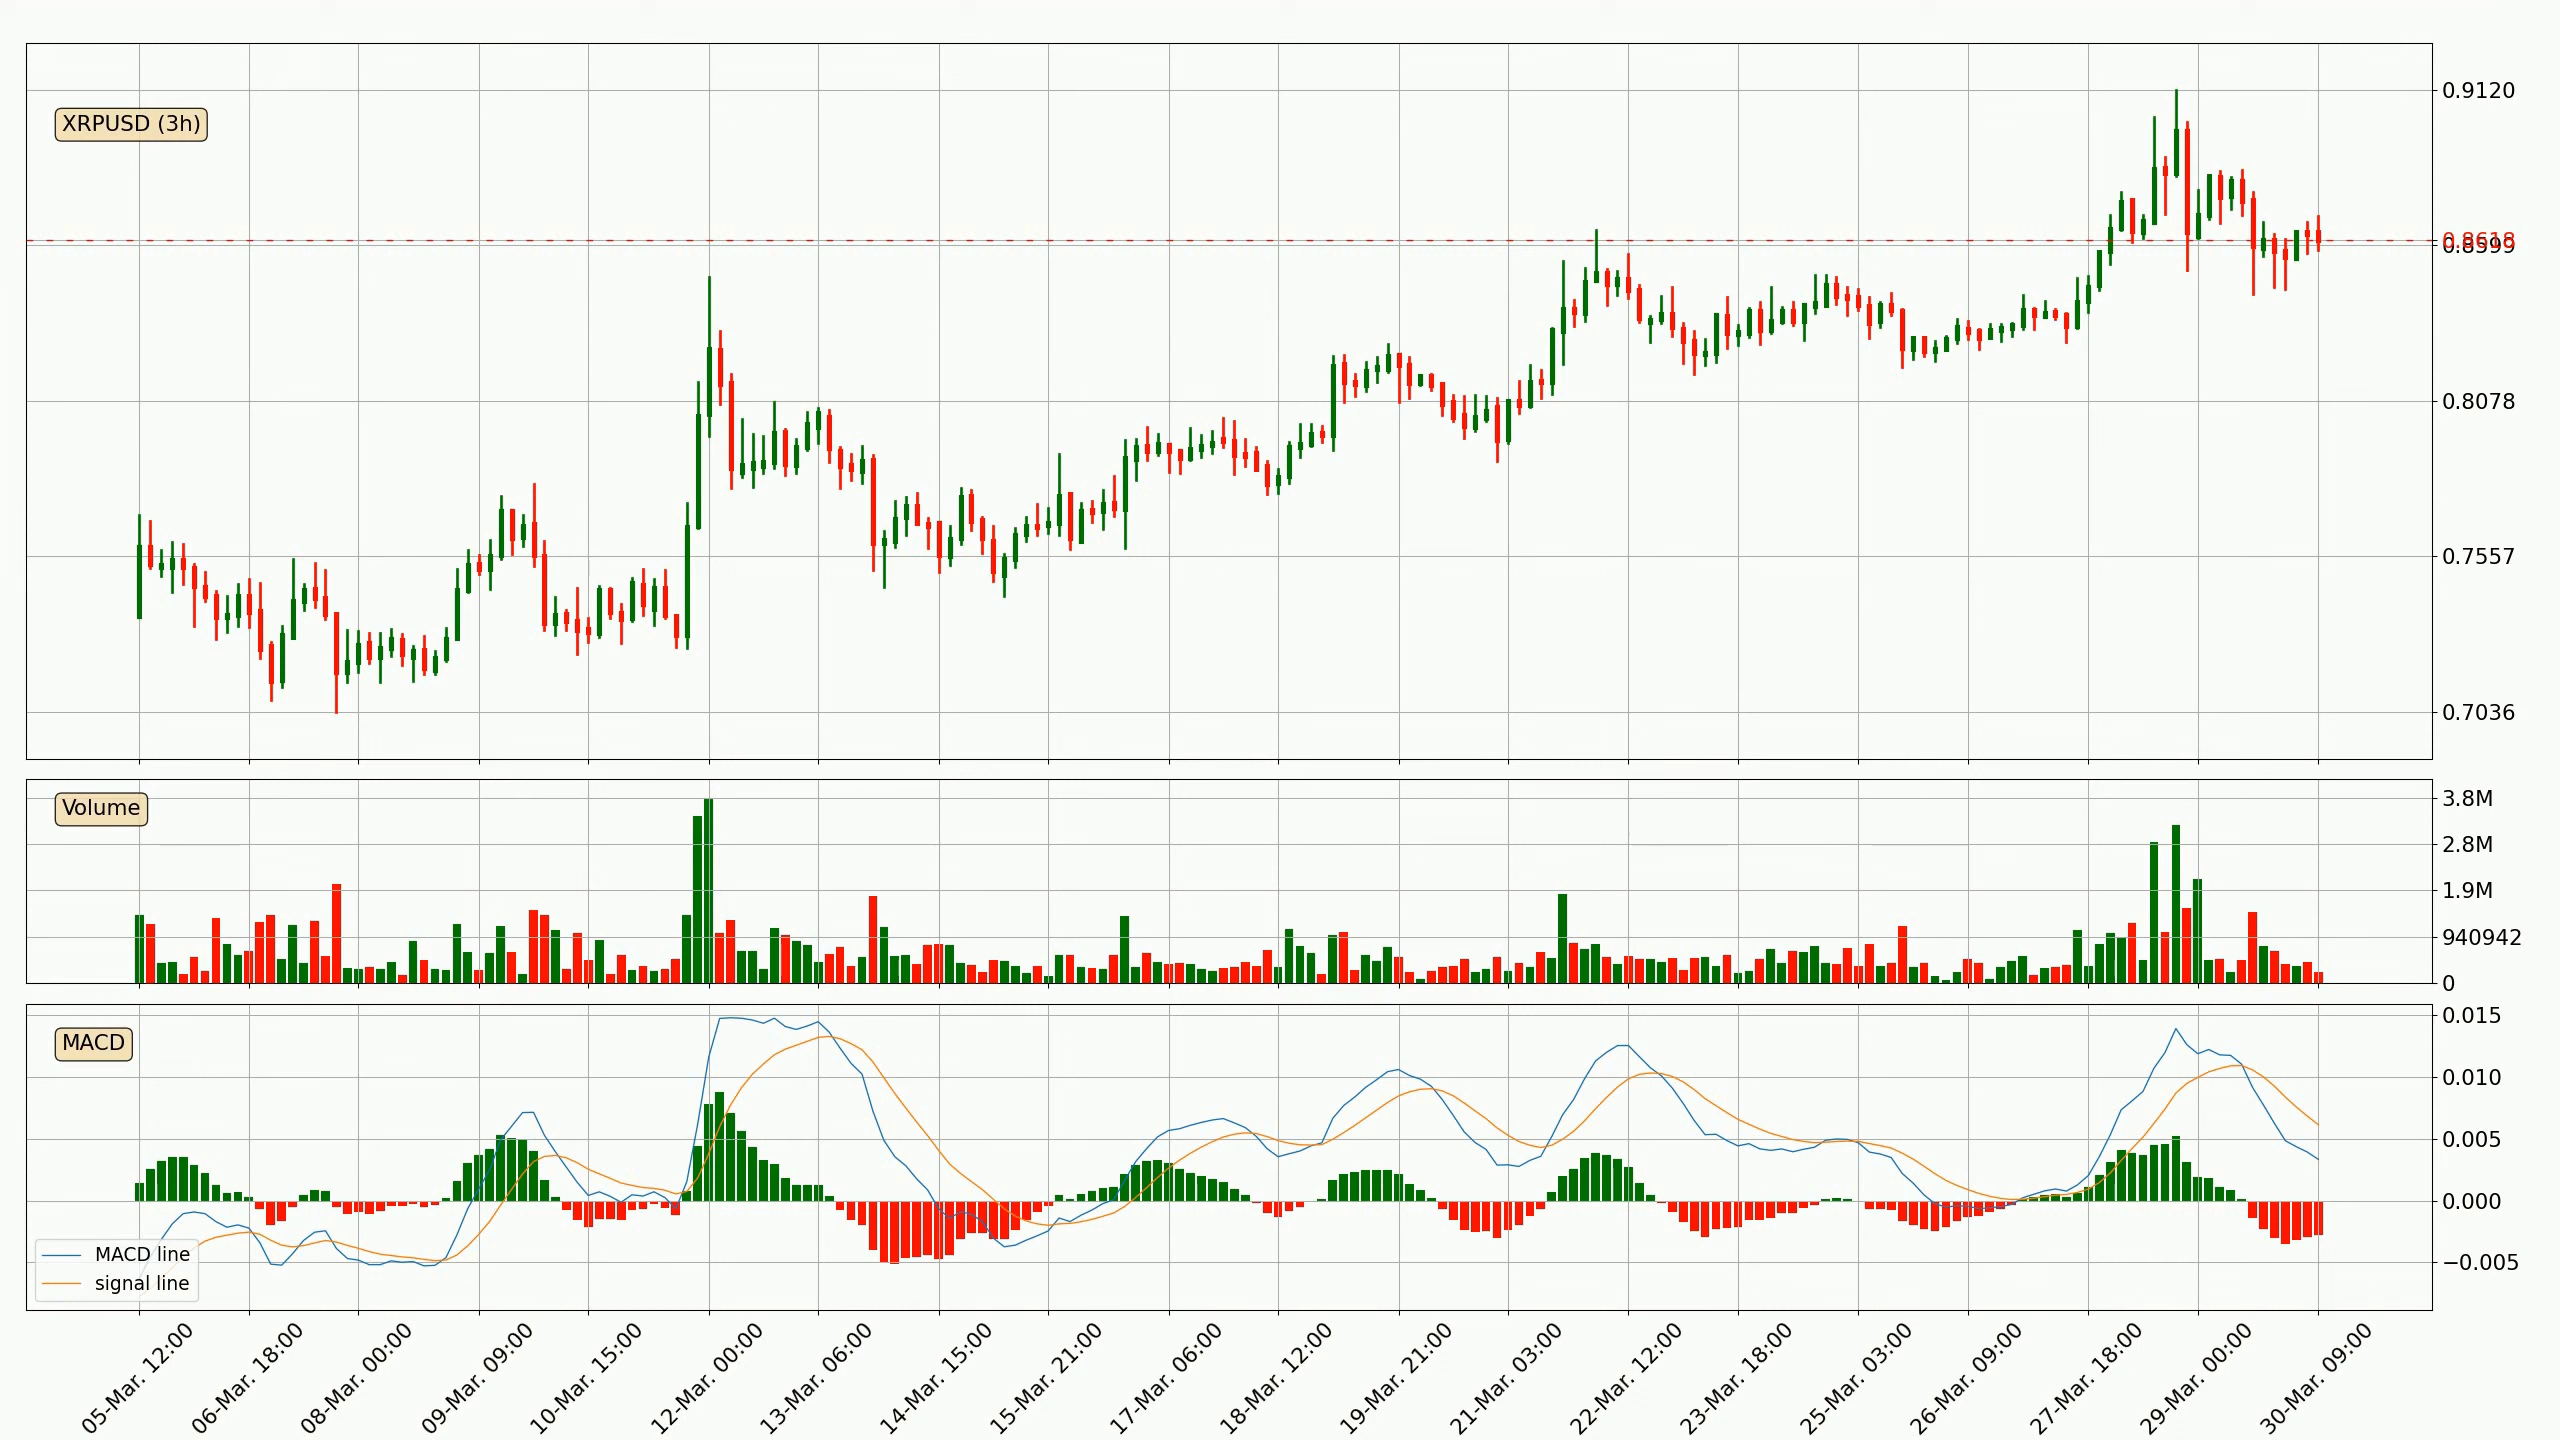 XRPUSD (3h)
0.9120
0.8618
0.8599
0.8078
0.7557
0.7036
Volume
3.8M
2.8M
1.9M
940942
0
MACD
0.015
0.010
0.005
0.000
−0.005
MACD line
signal line
05-Mar. 12:00
06-Mar. 18:00
08-Mar. 00:00
09-Mar. 09:00
10-Mar. 15:00
12-Mar. 00:00
13-Mar. 06:00
14-Mar. 15:00
15-Mar. 21:00
17-Mar. 06:00
18-Mar. 12:00
19-Mar. 21:00
21-Mar. 03:00
22-Mar. 12:00
23-Mar. 18:00
25-Mar. 03:00
26-Mar. 09:00
27-Mar. 18:00
29-Mar. 00:00
30-Mar. 09:00